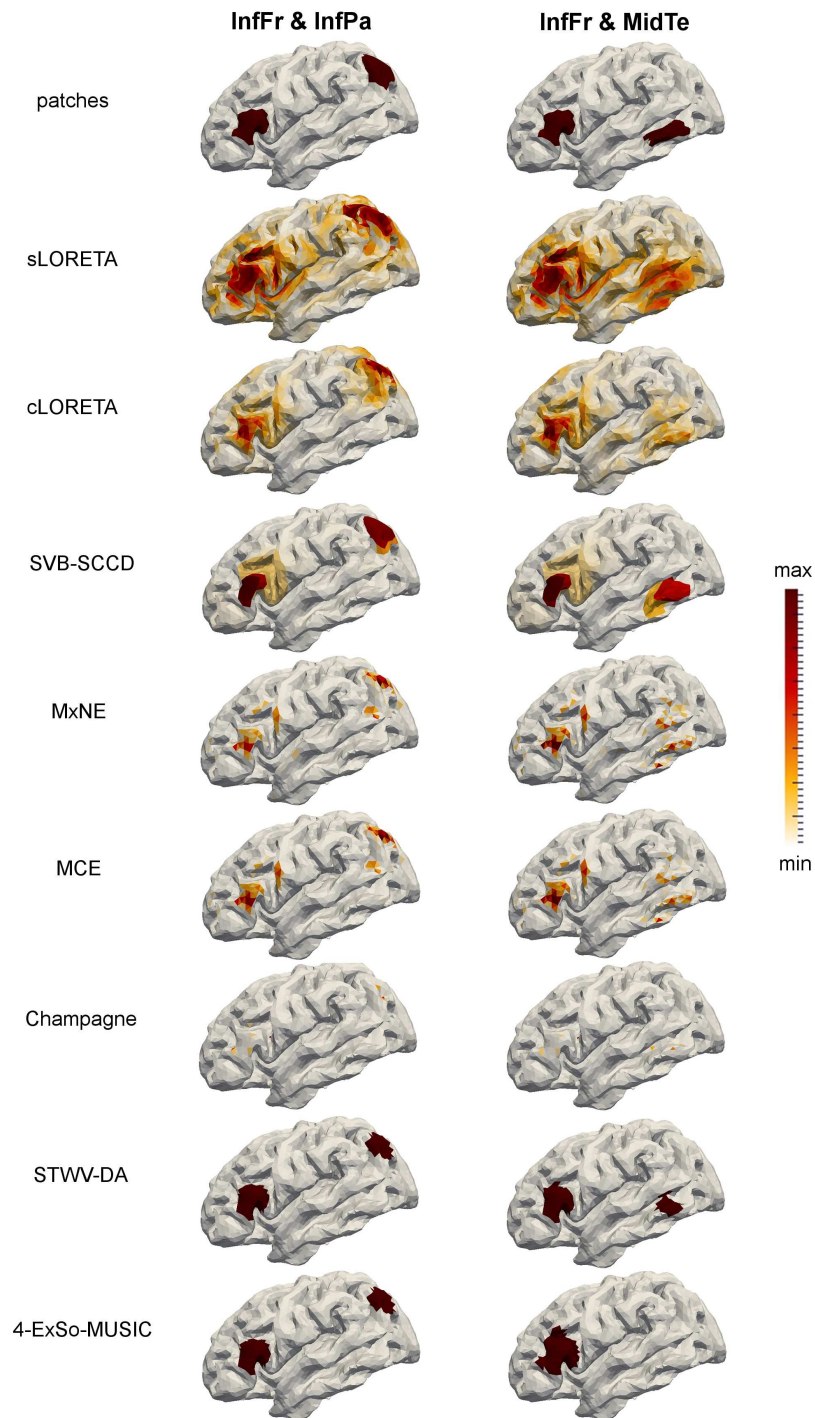 InfFr & InfPa
InfFr & MidTe
patches
sLORETA
cLORETA
SVB-SCCD
max
MxNE
min
MCE
Champagne
STWV-DA
4-ExSo-MUSIC